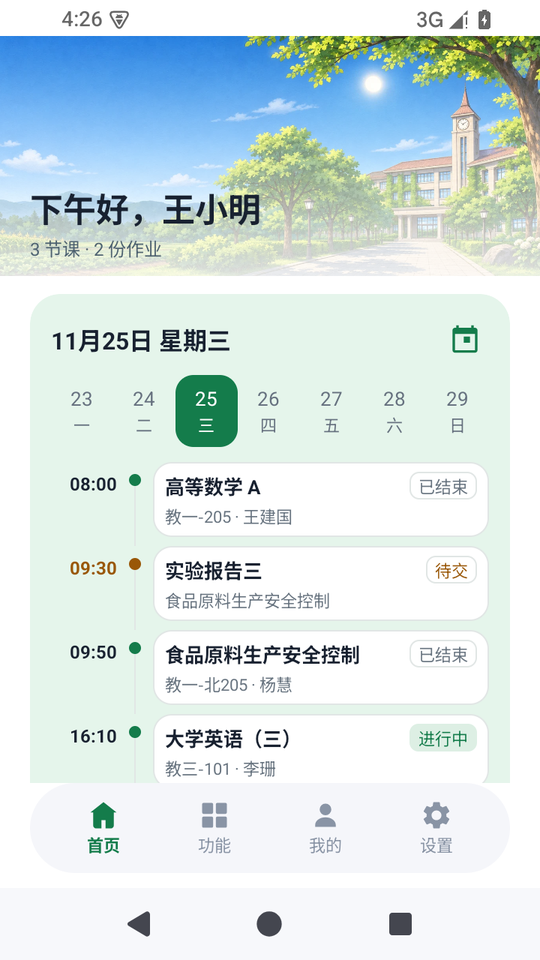 4:26
3G
下午好，王小明
3 节课 · 2 份作业
11月25日 星期三
23 24 25 26 27 28 29
一 二 三 四 五 六 日
08:00 高等数学 A 已结束
教一-205 · 王建国
09:30 实验报告三 待交
食品原料生产安全控制
09:50 食品原料生产安全控制 已结束
教一-北205 · 杨慧
16:10 大学英语（三） 进行中
教三-101 · 李珊
首页 功能 我的 设置